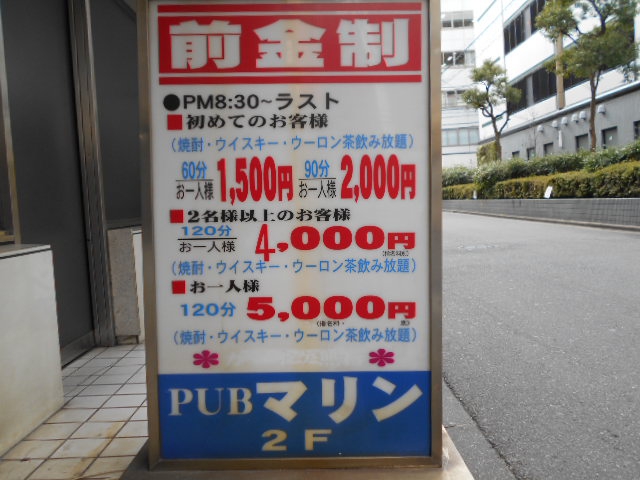 前金制
●PM8:30~ラスト
■初めてのお客様
(焼酎・ウイスキー・ウーロン茶飲み放題)
60分 お一人様 1,500円 90分 お一人様 2,000円
■2名様以上のお客様
120分 お一人様 4,000円
(焼酎・ウイスキー・ウーロン茶飲み放題)
■お一人様
120分 5,000円
(焼酎・ウイスキー・ウーロン茶飲み放題)
PUBマリン
2F